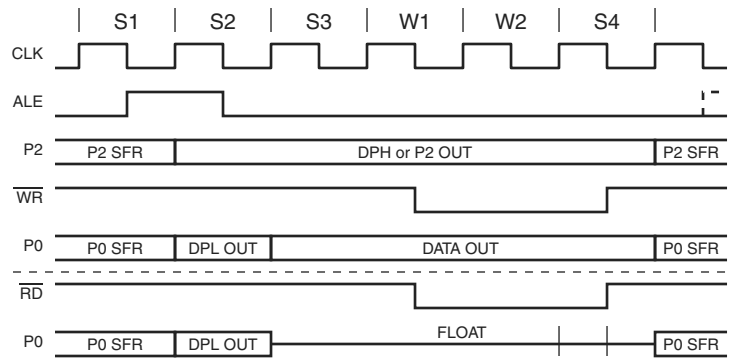 S1 S2 S3 W1 W2 S4
CLK
ALE
P2 P2 SFR DPH or P2 OUT P2 SFR
WR
P0 P0 SFR DPL OUT DATA OUT P0 SFR
RD
P0 P0 SFR DPL OUT FLOAT P0 SFR